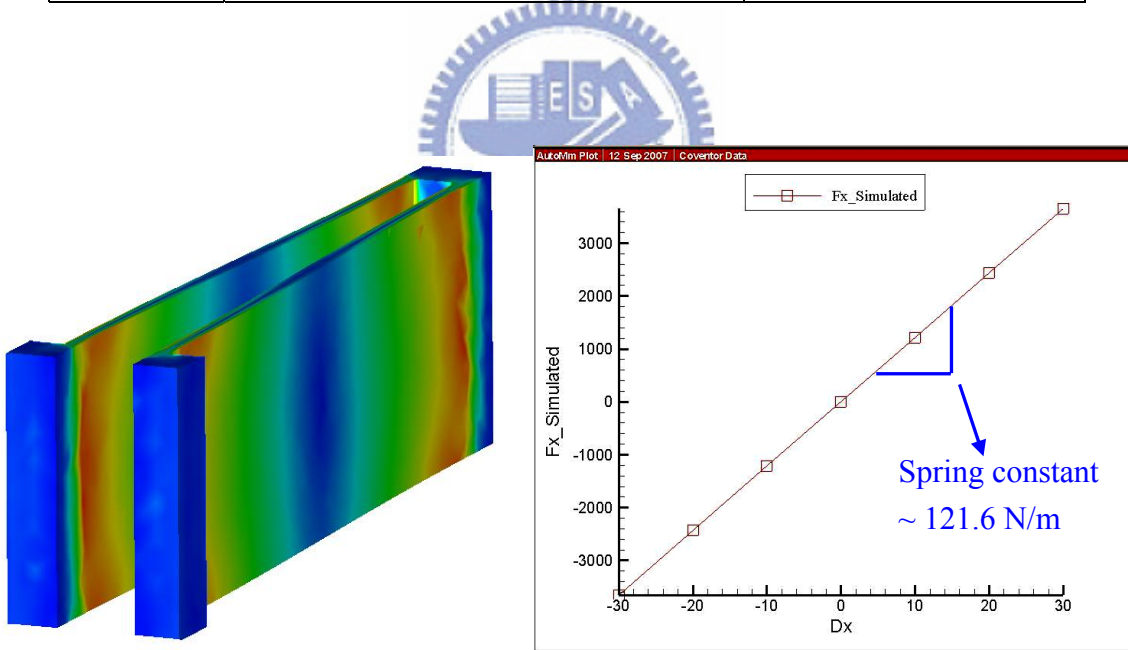 E S A
AutoMm Plot | 12 Sep 2007 | Coventor Data
Fx_Simulated
3000
2000
1000
0
-1000
-2000
-3000
Fx_Simulated
-30
-20
-10
0
10
20
30
Dx
Spring constant
~ 121.6 N/m